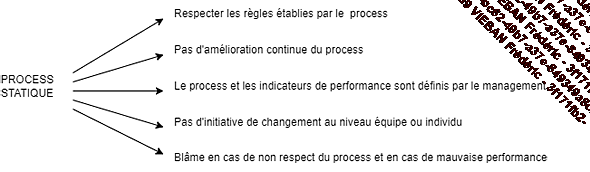 Respecter les règles établies par le process
Pas d'amélioration continue du process
PROCESS
STATIQUE
Le process et les indicateurs de performance sont définis par le management
Pas d'initiative de changement au niveau équipe ou individu
Blâme en cas de non respect du process et en cas de mauvaise performance
VIEBAN Frédéric